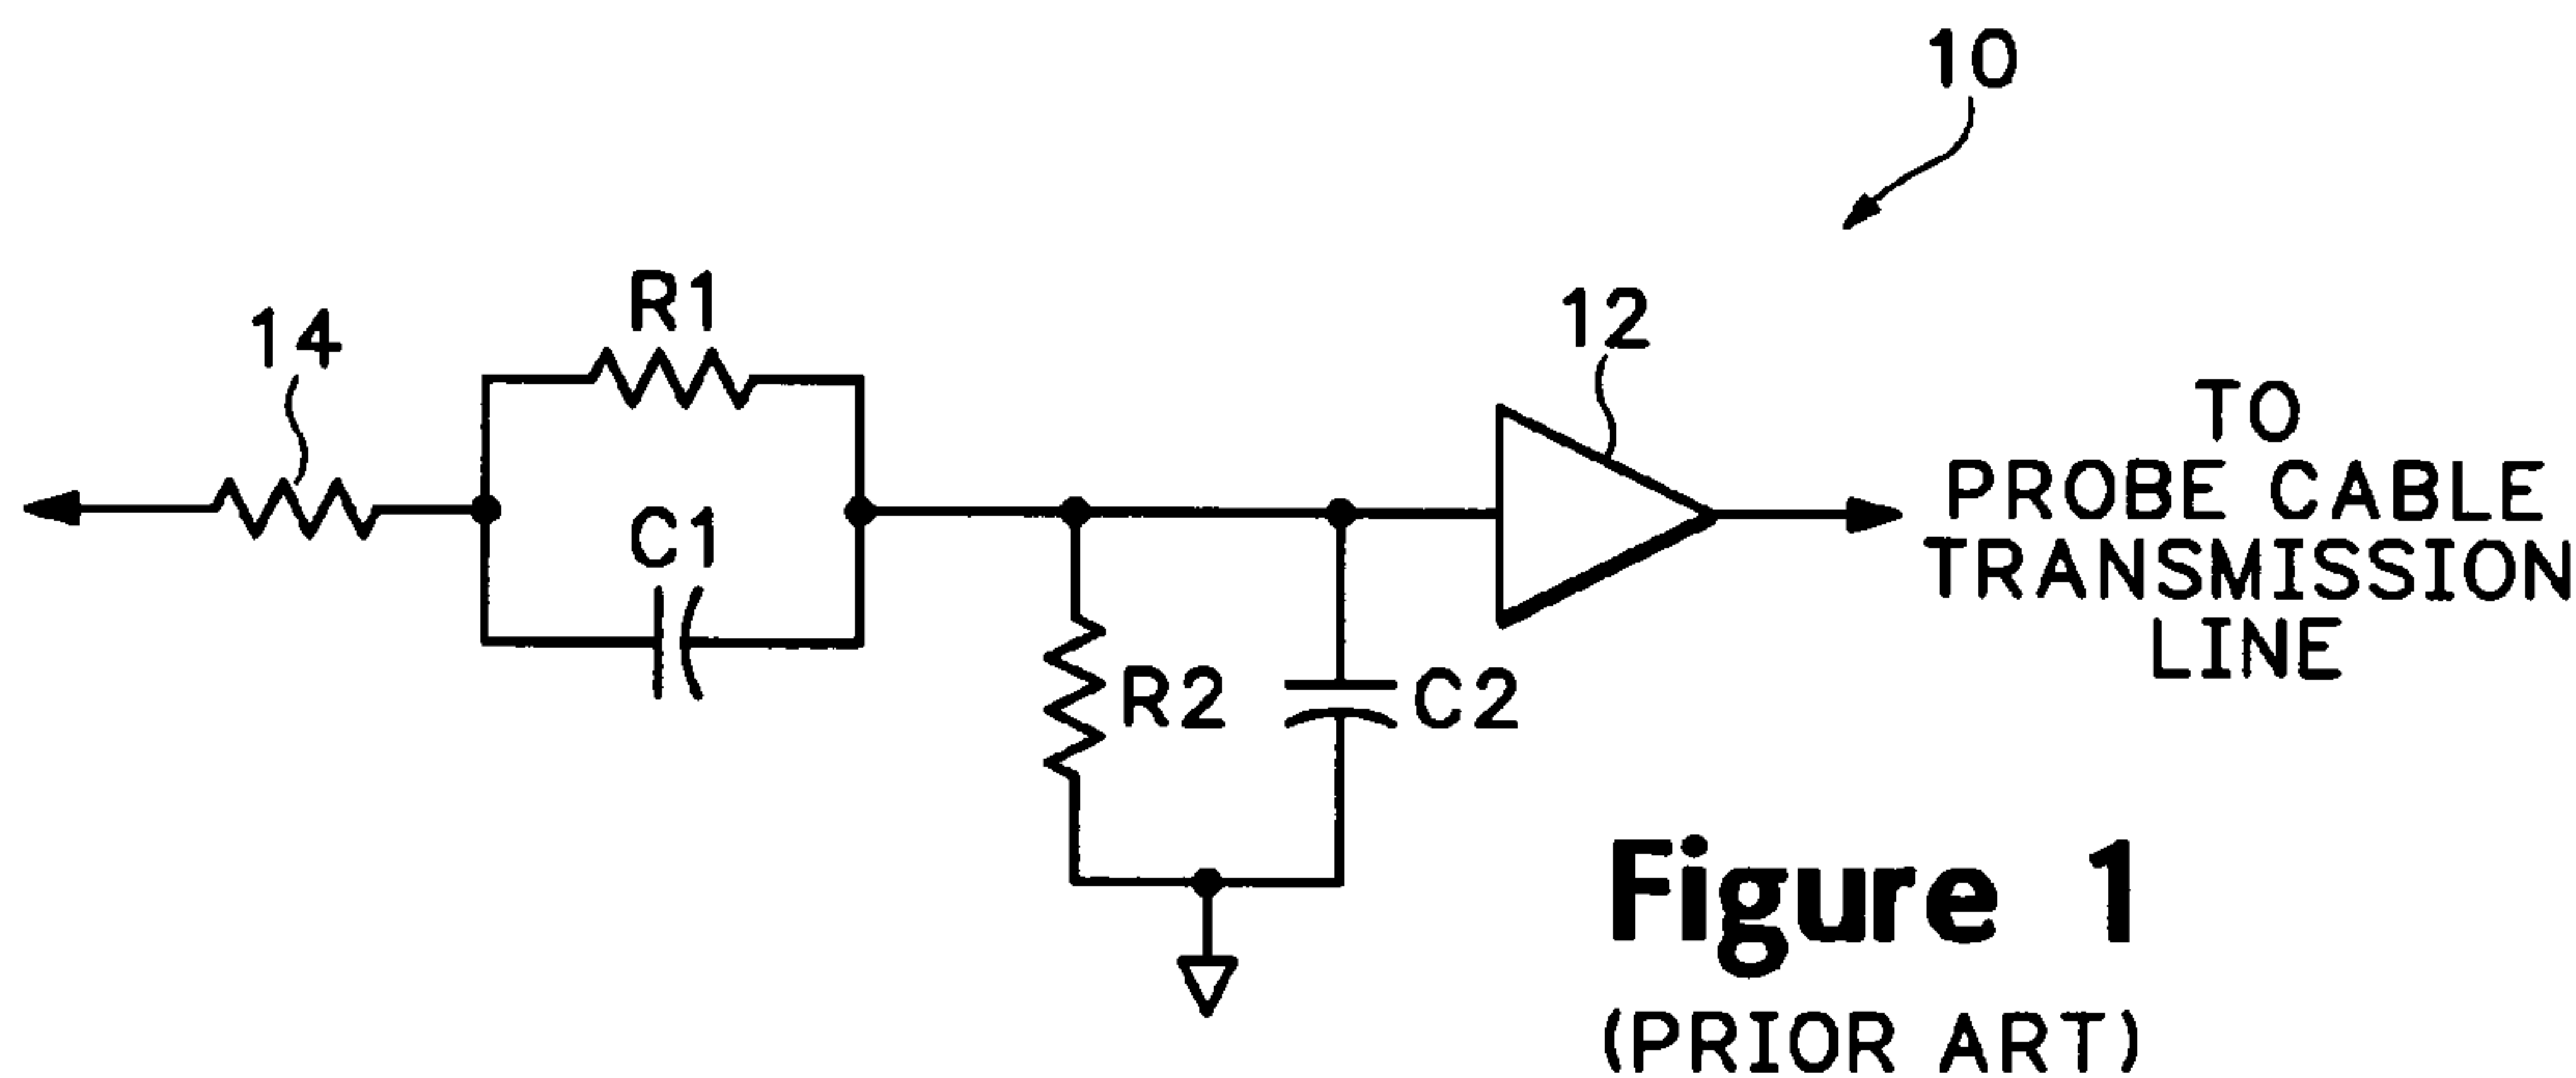 10
R1
14
12
TO
PROBE CABLE
TRANSMISSION
LINE
C1
R2
C2
Figure 1
(PRIOR ART)